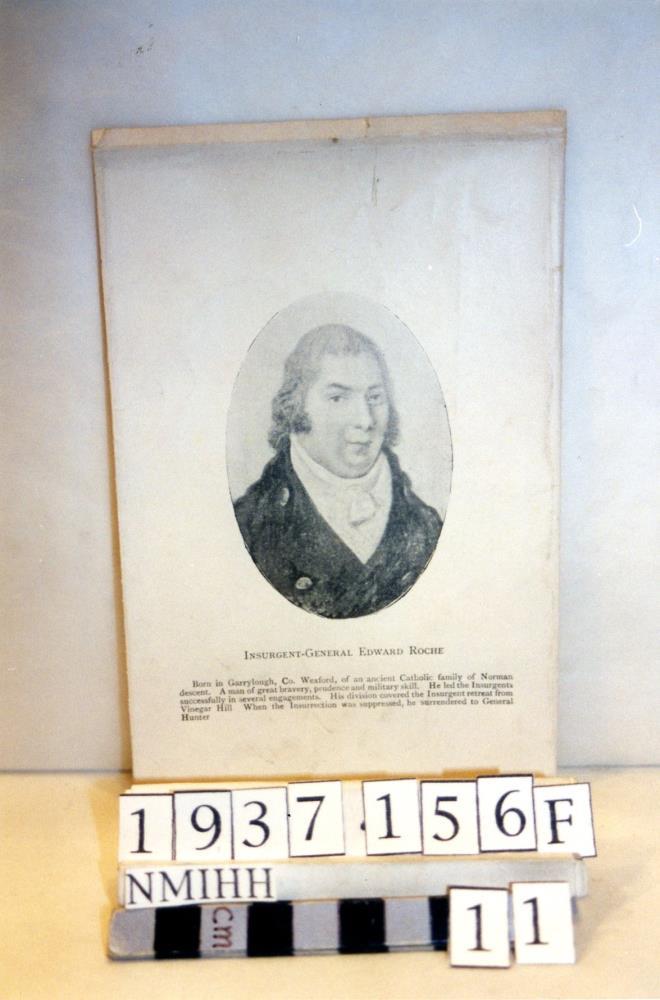 INSURGENT-GENERAL EDWARD ROCHE
Born in Garrylough, Co. Wexford, of an ancient Catholic family of Norman
descent. A man of great bravery, prudence and military skill. He led the Insurgents
successfully in several engagements. His division covered the Insurgent retreat from
Vinegar Hill When the Insurrection was suppressed, he surrendered to General
Hunter
1937.156F
NMIHH
cm
11